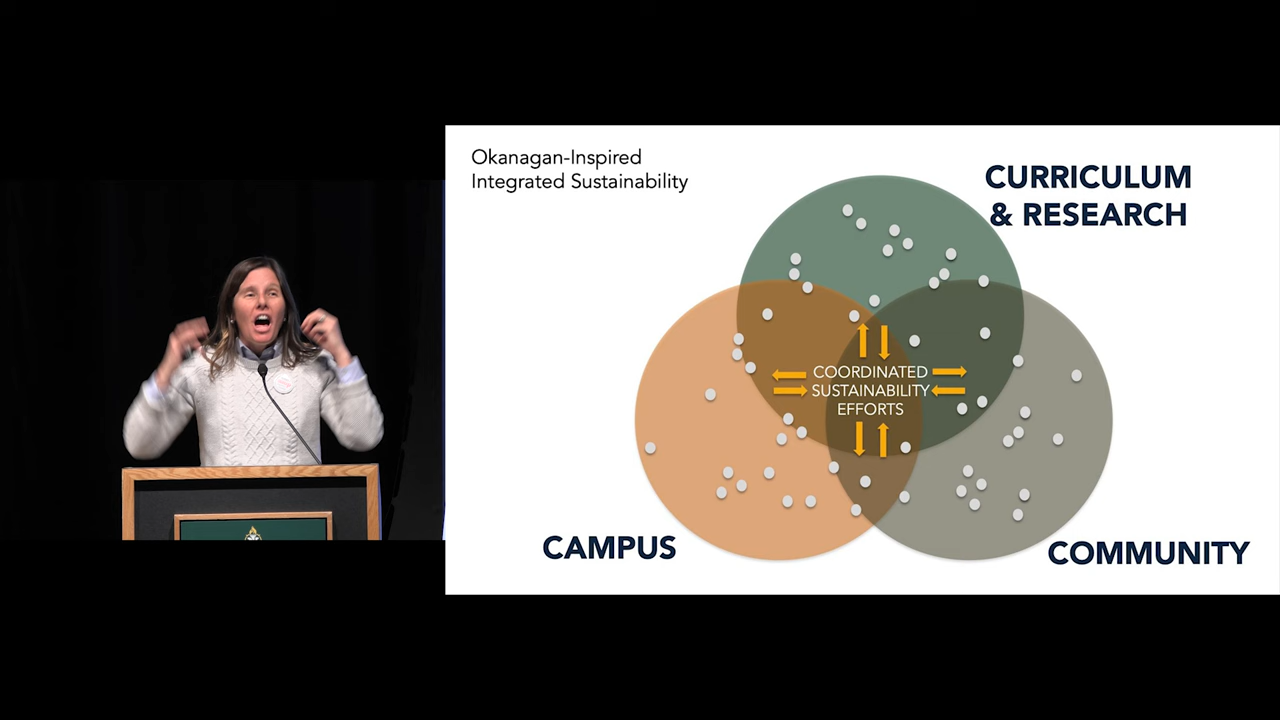 Okanagan-Inspired
Integrated Sustainability
CURRICULUM
& RESEARCH
COORDINATED
SUSTAINABILITY
EFFORTS
CAMPUS
COMMUNITY